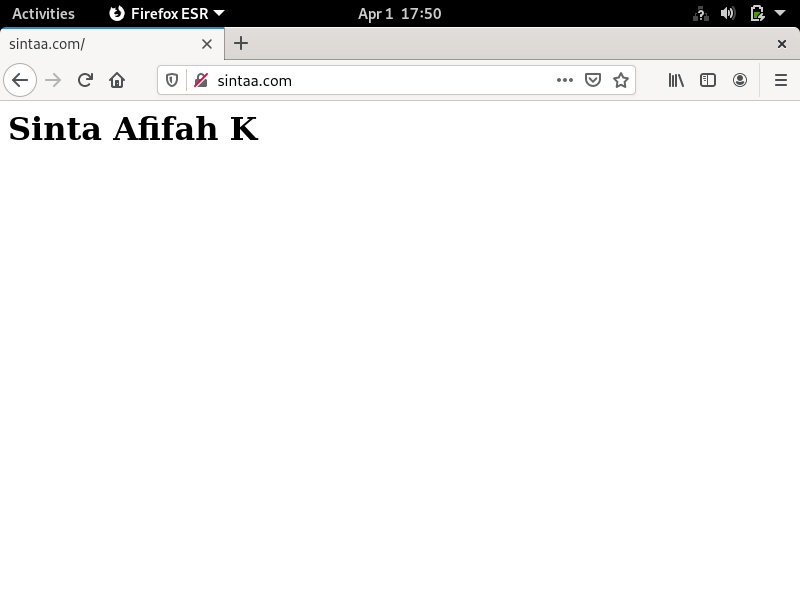 Activities Firefox ESR Apr 1 17:50
sintaa.com/
sintaa.com
Sinta Afifah K